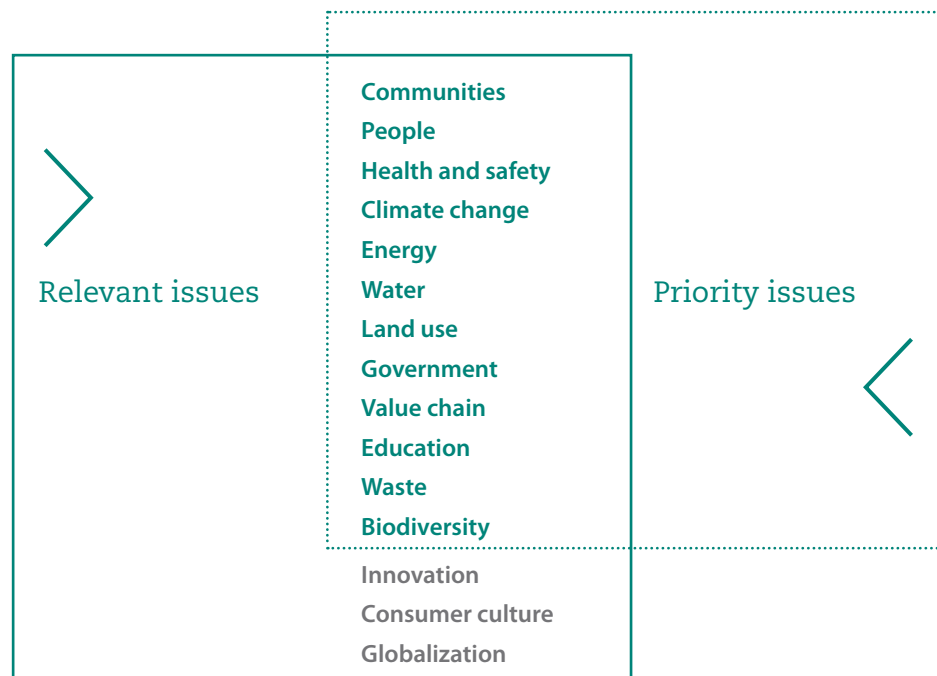 Communities
People
Health and safety
Climate change
Energy
Relevant issues
Water
Priority issues
Land use
Government
Value chain
Education
Waste
Biodiversity
Innovation
Consumer culture
Globalization